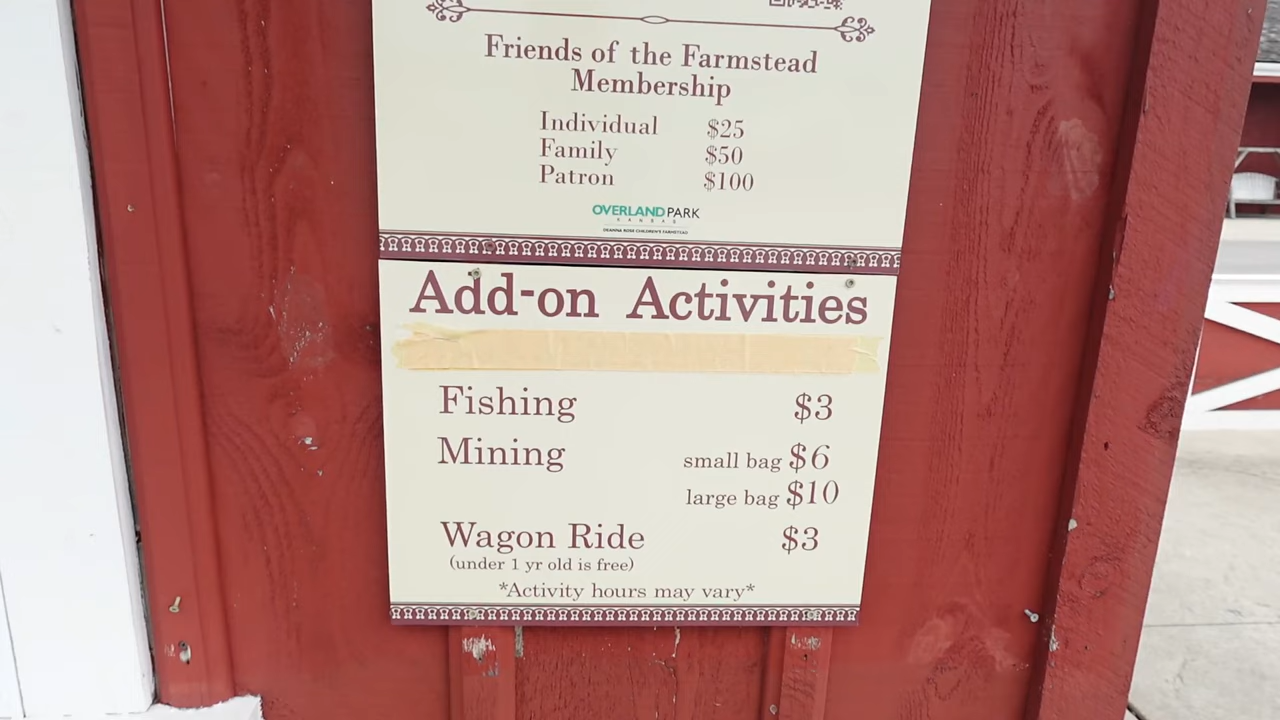 Friends of the Farmstead
Membership
Individual $25
Family $50
Patron $100
OVERLAND PARK
KANSAS
DEANNA ROSE CHILDREN'S FARMSTEAD
Add-on Activities
Fishing $3
Mining small bag $6
large bag $10
Wagon Ride $3
(under 1 yr old is free)
*Activity hours may vary*